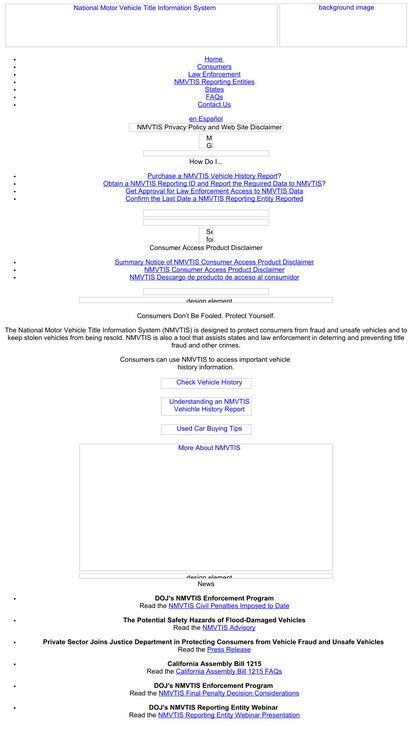 National Motor Vehicle Title Information System
background image
Home
Consumers
Law Enforcement
NMVTIS Reporting Entities
States
FAQs
Contact Us
en Español
NMVTIS Privacy Policy and Web Site Disclaimer
M
G
How Do I...
Purchase a NMVTIS Vehicle History Report?
Obtain a NMVTIS Reporting ID and Report the Required Data to NMVTIS?
Get Approval for Law Enforcement Access to NMVTIS Data
Confirm the Last Date a NMVTIS Reporting Entity Reported
Se
for
Consumer Access Product Disclaimer
Summary Notice of NMVTIS Consumer Access Product Disclaimer
NMVTIS Consumer Access Product Disclaimer
NMVTIS Descargo de producto de acceso al consumidor
design element
Consumers Don't Be Fooled. Protect Yourself.
The National Motor Vehicle Title Information System (NMVTIS) is designed to protect consumers from fraud and unsafe vehicles and to
keep stolen vehicles from being resold. NMVTIS is also a tool that assists states and law enforcement in deterring and preventing title
fraud and other crimes.
Consumers can use NMVTIS to access important vehicle
history information.
Check Vehicle History
Understanding an NMVTIS
Vehichle History Report
Used Car Buying Tips
More About NMVTIS
design element
News
DOJ's NMVTIS Enforcement Program
Read the NMVTIS Civil Penalties Imposed to Date
The Potential Safety Hazards of Flood-Damaged Vehicles
Read the NMVTIS Advisory
Private Sector Joins Justice Department in Protecting Consumers from Vehicle Fraud and Unsafe Vehicles
Read the Press Release
California Assembly Bill 1215
Read the California Assembly Bill 1215 FAQs
DOJ's NMVTIS Enforcement Program
Read the NMVTIS Final Penalty Decision Considerations
DOJ's NMVTIS Reporting Entity Webinar
Read the NMVTIS Reporting Entity Webinar Presentation